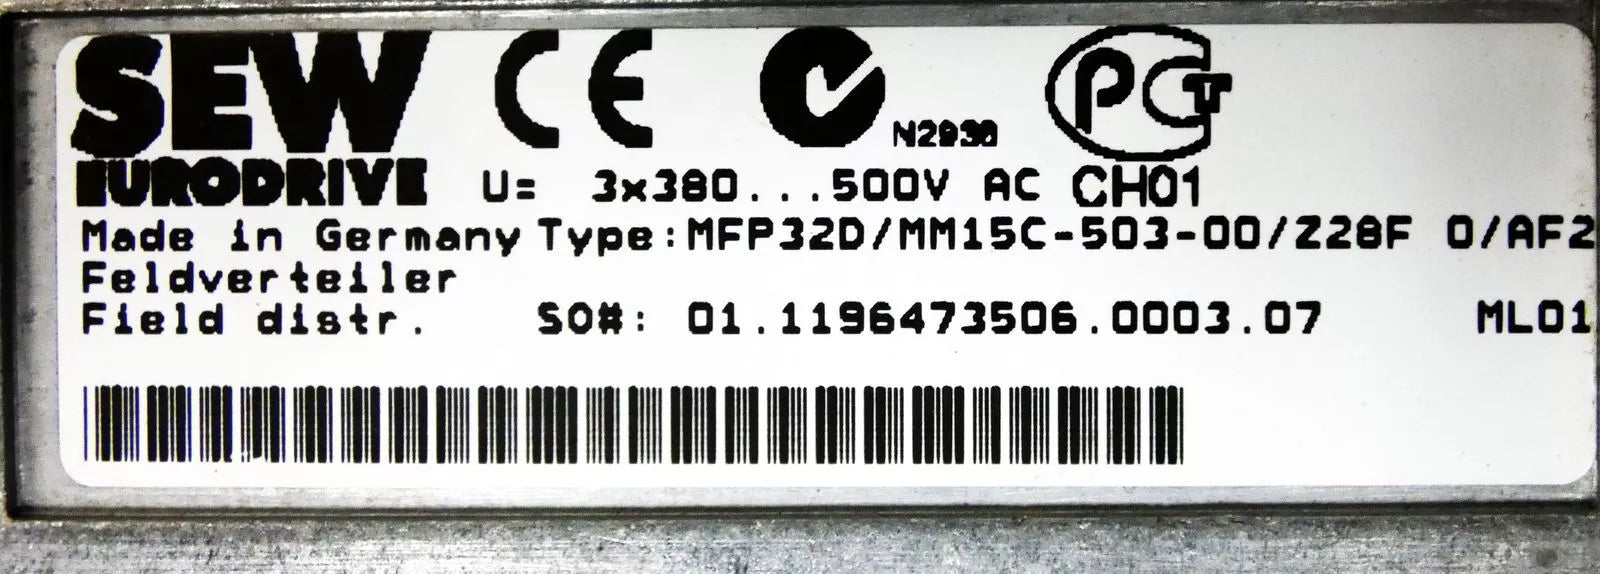 SEW
EURODRIVE
CE
N2930
PCT
U= 3x380...500V AC CH01
Made in Germany Type:MFP32D/MM15C-503-00/Z28F 0/AF2
Feldverteiler
Field distr. SO#: 01.1196473506.0003.07 ML01